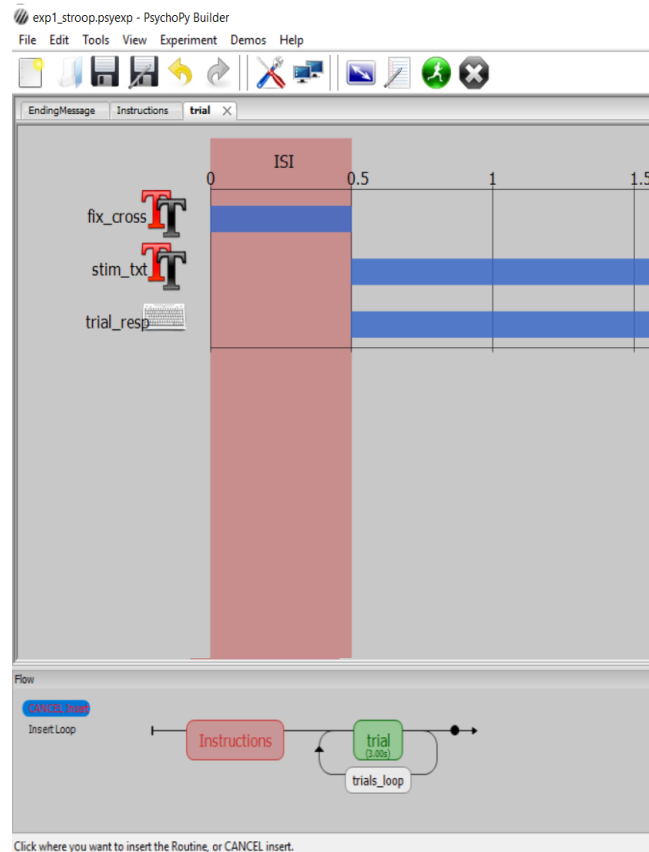 exp1_stroop.psyexp - PsychoPy Builder
File Edit Tools View Experiment Demos Help
EndingMessage Instructions trial
ISI
0 0.5 1 1.5
fix_cross
stim_txt
trial_resp
Flow
CANCEL Insert
Insert Loop
Instructions
trial
(3.00s)
trials_loop
Click where you want to insert the Routine, or CANCEL insert.